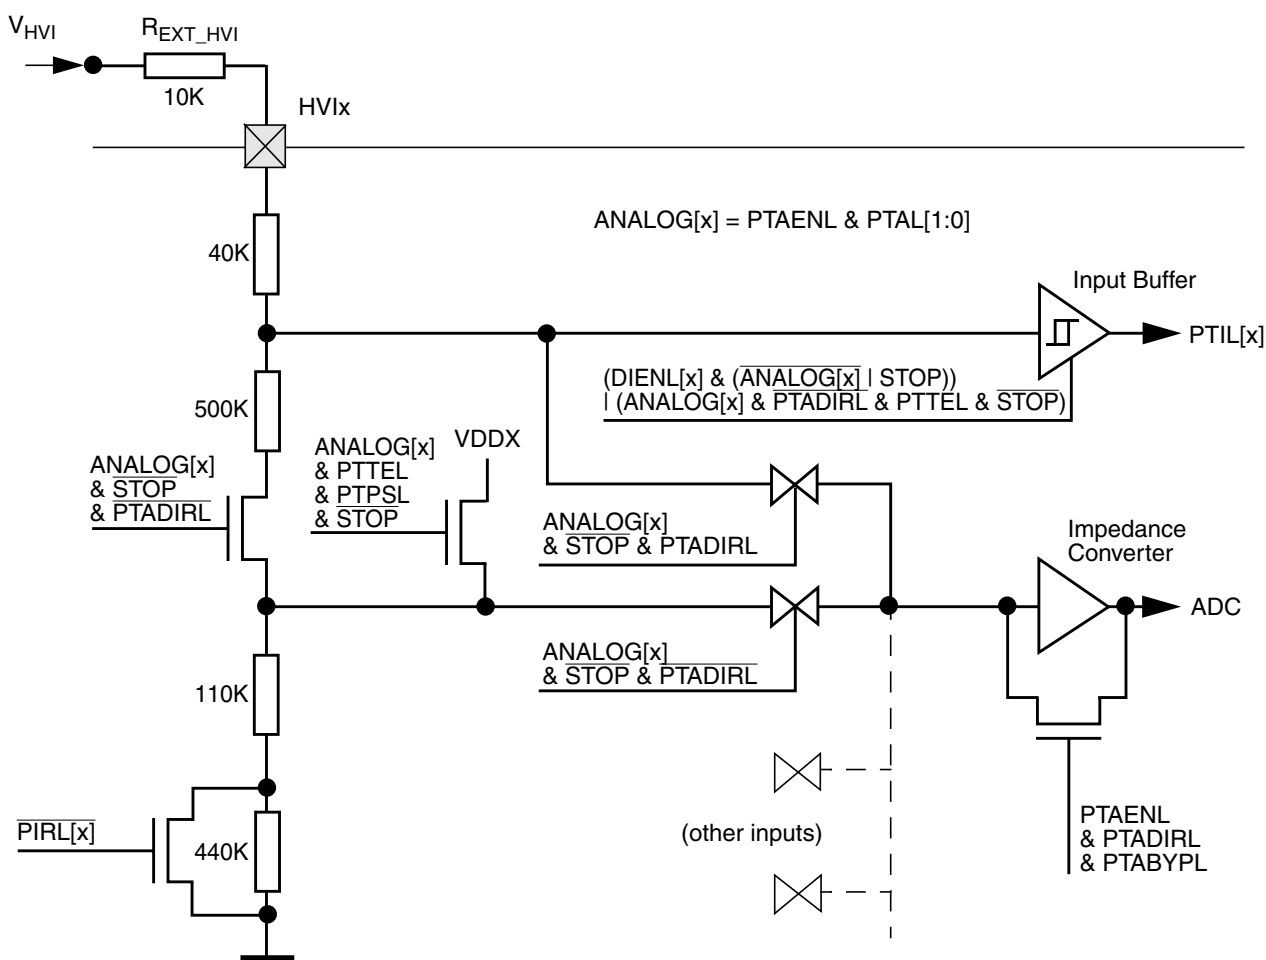 VHVI
REXT_HVI
10K
HVIx
ANALOG[x] = PTAENL & PTAL[1:0]
40K
Input Buffer
PTIL[x]
(DIENL[x] & (ANALOG[x] | STOP))
| (ANALOG[x] & PTADIRL & PTTEL & STOP)
500K
VDDX
ANALOG[x]
& PTTEL
& PTPSL
& STOP
ANALOG[x]
& STOP
& PTADIRL
ANALOG[x]
& STOP & PTADIRL
Impedance
Converter
ADC
ANALOG[x]
& STOP & PTADIRL
110K
PIRL[x]
440K
(other inputs)
PTAENL
& PTADIRL
& PTABYPL